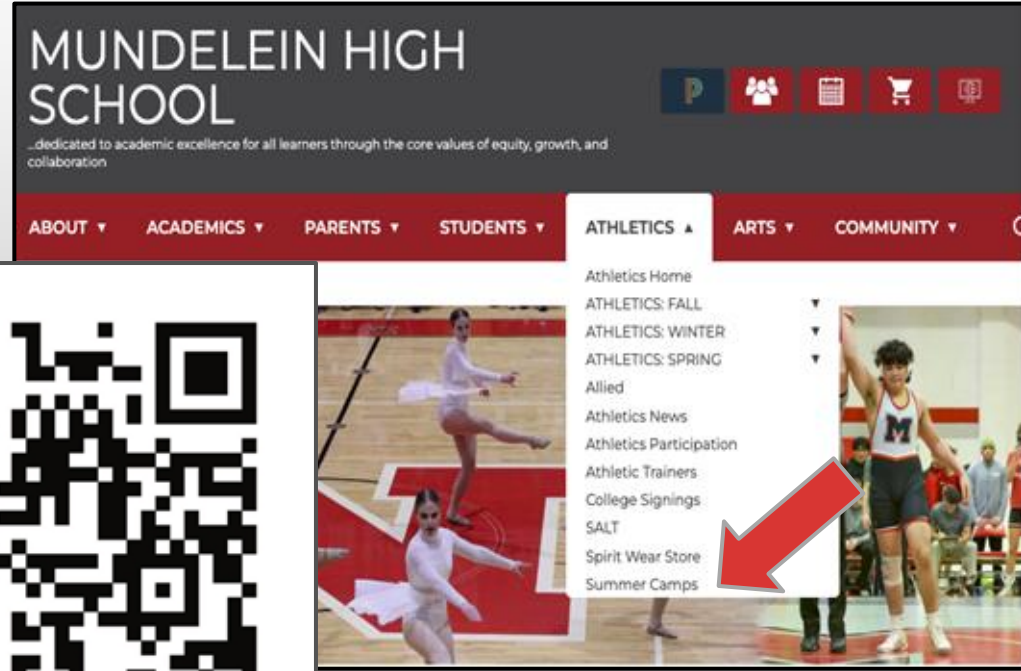 MUNDELEIN HIGH
SCHOOL
...dedicated to academic excellence for all learners through the core values of equity, growth, and
collaboration
ABOUT ▼ ACADEMICS ▼ PARENTS ▼ STUDENTS ▼ ATHLETICS ▲ ARTS ▼ COMMUNITY ▼
Athletics Home
ATHLETICS: FALL ▼
ATHLETICS: WINTER ▼
ATHLETICS: SPRING ▼
Allied
Athletics News
Athletics Participation
Athletic Trainers
College Signings
SALT
Spirit Wear Store
Summer Camps
M